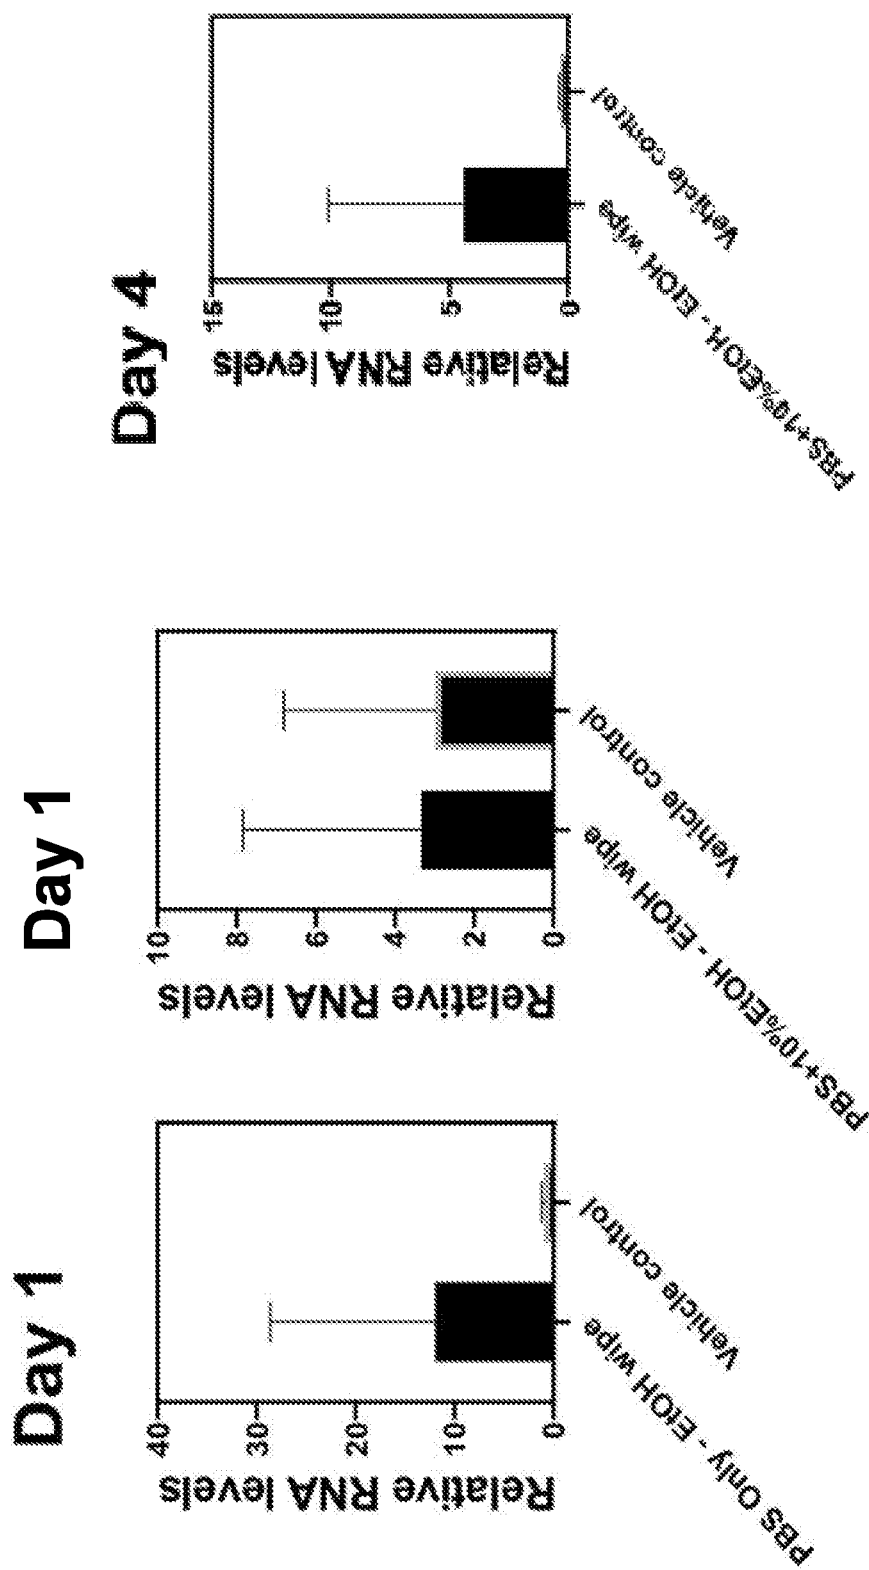 Day 1
Relative RNA levels
40
30
20
10
0
PBS Only - EtOH wipe
Vehicle control
Day 1
Relative RNA levels
10
8
6
4
2
0
PBS+10%EtOH - EtOH wipe
Vehicle control
Day 4
Relative RNA levels
15
10
5
0
PBS+10%EtOH - EtOH wipe
Vehicle control